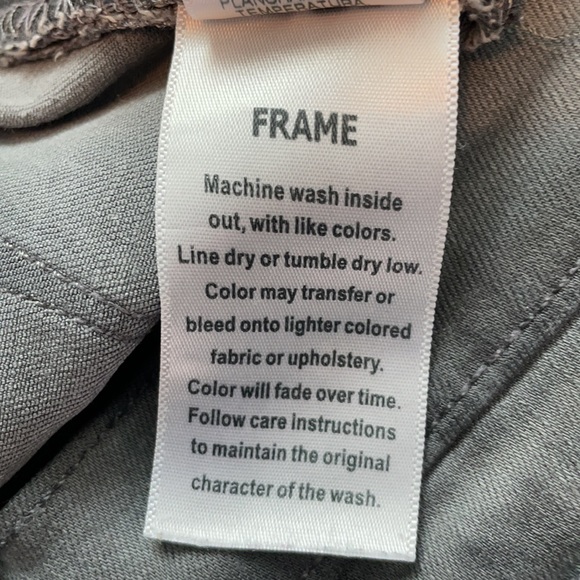 TEMPERATURA
FRAME
Machine wash inside
out, with like colors.
Line dry or tumble dry low.
Color may transfer or
bleed onto lighter colored
fabric or upholstery.
Color will fade over time.
Follow care instructions
to maintain the original
character of the wash.